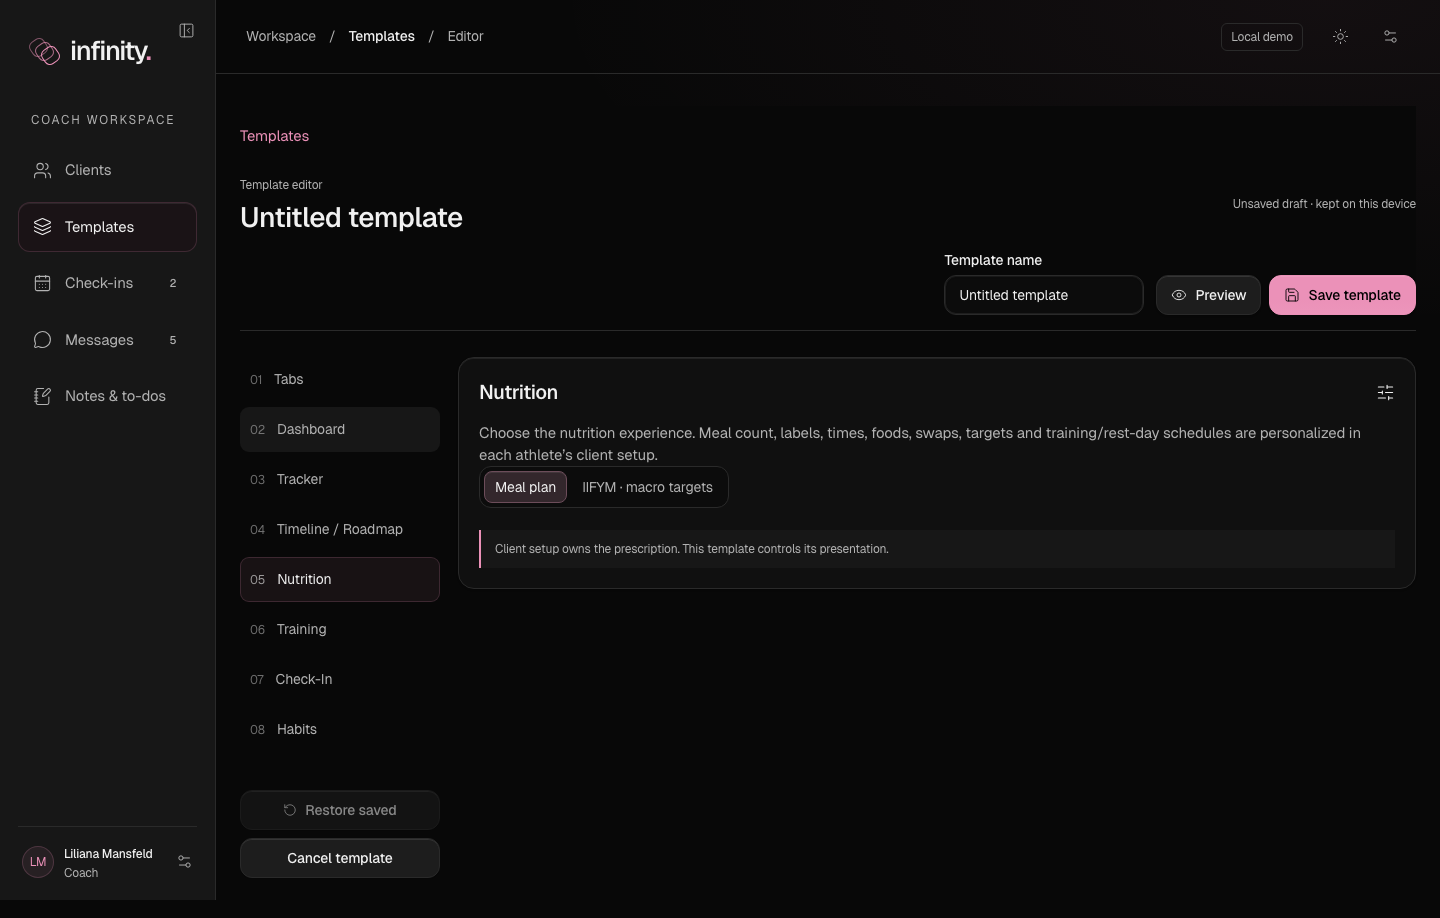 infinity.
COACH WORKSPACE
Clients
Templates
Check-ins 2
Messages 5
Notes & to-dos
Liliana Mansfeld
LM
Coach
Workspace / Templates / Editor
Local demo
Templates
Template editor
Untitled template
Unsaved draft · kept on this device
Template name
Untitled template
Preview
Save template
01 Tabs
02 Dashboard
03 Tracker
04 Timeline / Roadmap
05 Nutrition
06 Training
07 Check-In
08 Habits
Restore saved
Cancel template
Nutrition
Choose the nutrition experience. Meal count, labels, times, foods, swaps, targets and training/rest-day schedules are personalized in
each athlete’s client setup.
Meal plan
IIFYM · macro targets
Client setup owns the prescription. This template controls its presentation.